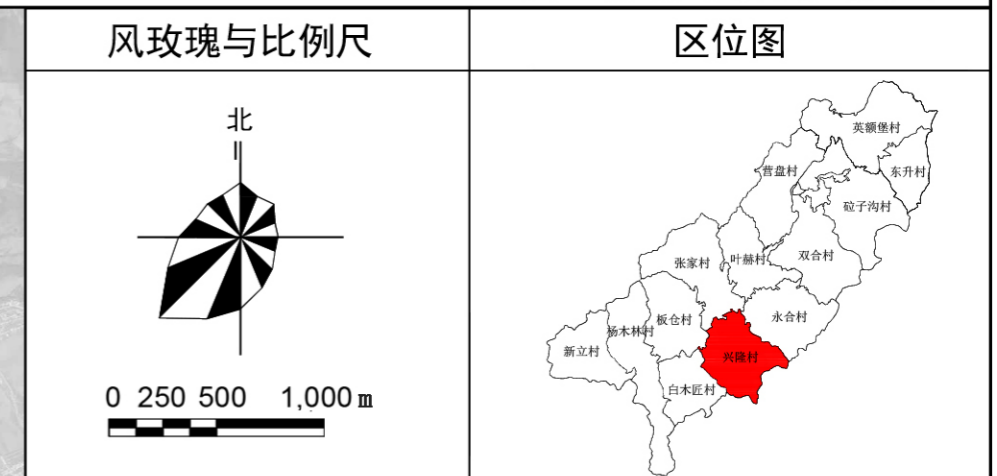 风玫瑰与比例尺
区位图
北
0 250 500 1,000 m
英额堡村
营盘村
东升村
砬子沟村
叶赫村
双合村
张家村
永合村
板仓村
杨木林村
新立村
兴隆村
白木匠村